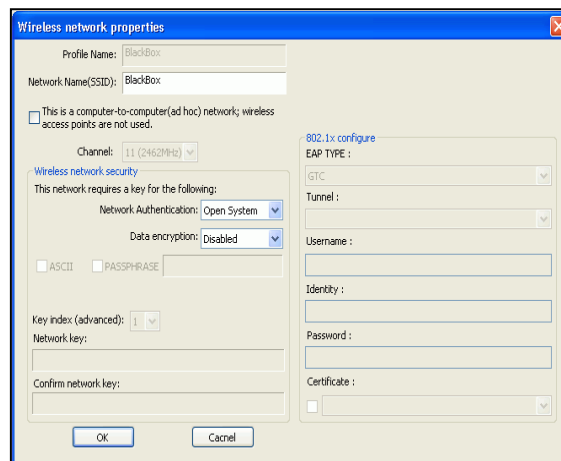 Wireless network properties
Profile Name: BlackBox
Network Name(SSID): BlackBox
This is a computer-to-computer(ad hoc) network; wireless
access points are not used.
Channel: 11 (2462MHz)
Wireless network security
This network requires a key for the following:
Network Authentication: Open System
Data encryption: Disabled
ASCII PASSPHRASE
Key index (advanced): 1
Network key:
Confirm network key:
OK Cacnel
802.1x configure
EAP TYPE :
GTC
Tunnel :
Username :
Identity :
Password :
Certificate :